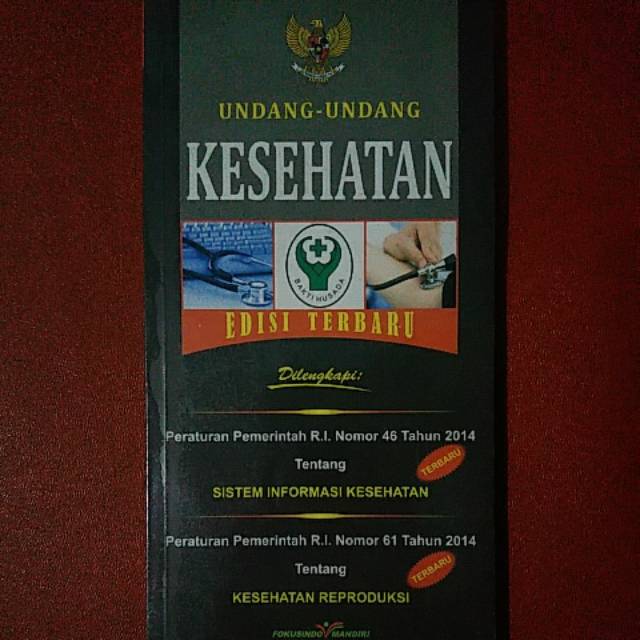 UNDANG-UNDANG
KESEHATAN
BAKTI HUSADA
EDISI TERBARU
Dilengkapi:
Peraturan Pemerintah R.I. Nomor 46 Tahun 2014
Tentang
TERBARU
SISTEM INFORMASI KESEHATAN
Peraturan Pemerintah R.I. Nomor 61 Tahun 2014
Tentang
TERBARU
KESEHATAN REPRODUKSI
FOKUSINDO MANDIRI